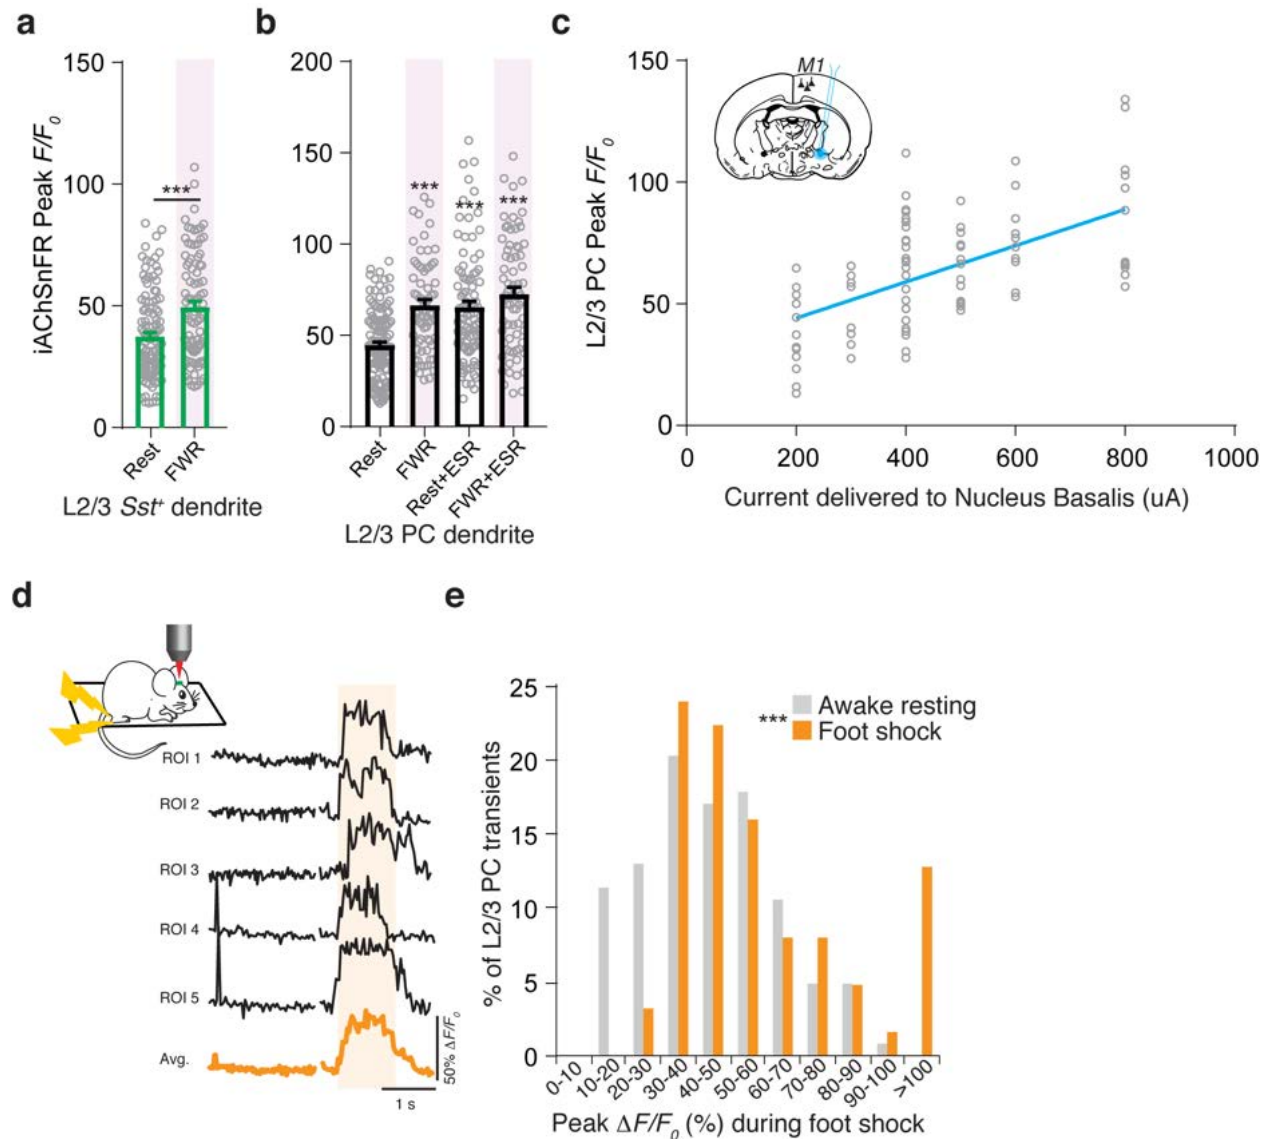 a
150
100
50
0
iAChSnFR Peak F/F0
***
Rest
FWR
L2/3 Sst+ dendrite
b
200
150
100
50
0
***
***
***
Rest
FWR
Rest+ESR
FWR+ESR
L2/3 PC dendrite
c
150
100
50
0
L2/3 PC Peak F/F0
M1
0 200 400 600 800 1000
Current delivered to Nucleus Basalis (uA)
d
ROI 1
ROI 2
ROI 3
ROI 4
ROI 5
Avg.
50% ΔF/F0
1 s
e
25
20
15
10
5
0
% of L2/3 PC transients
Awake resting
***
Foot shock
0-10
10-20
20-30
30-40
40-50
50-60
60-70
70-80
80-90
90-100
>100
Peak ΔF/F0 (%) during foot shock